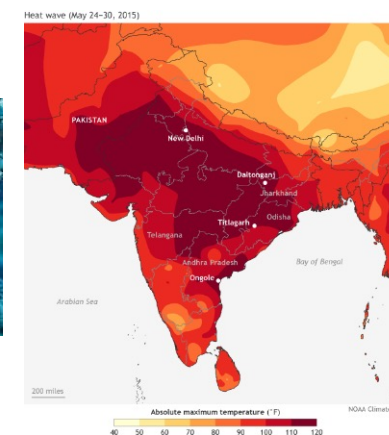 Heat wave (May 24–30, 2015)
PAKISTAN
New Delhi
Daltonganj
Jharkhand
Titlagarh
Odisha
Telangana
Andhra Pradesh
Bay of Bengal
Ongole
Arabian Sea
200 miles
NOAA Climate
Absolute maximum temperature (°F)
40 50 60 70 80 90 100 110 120